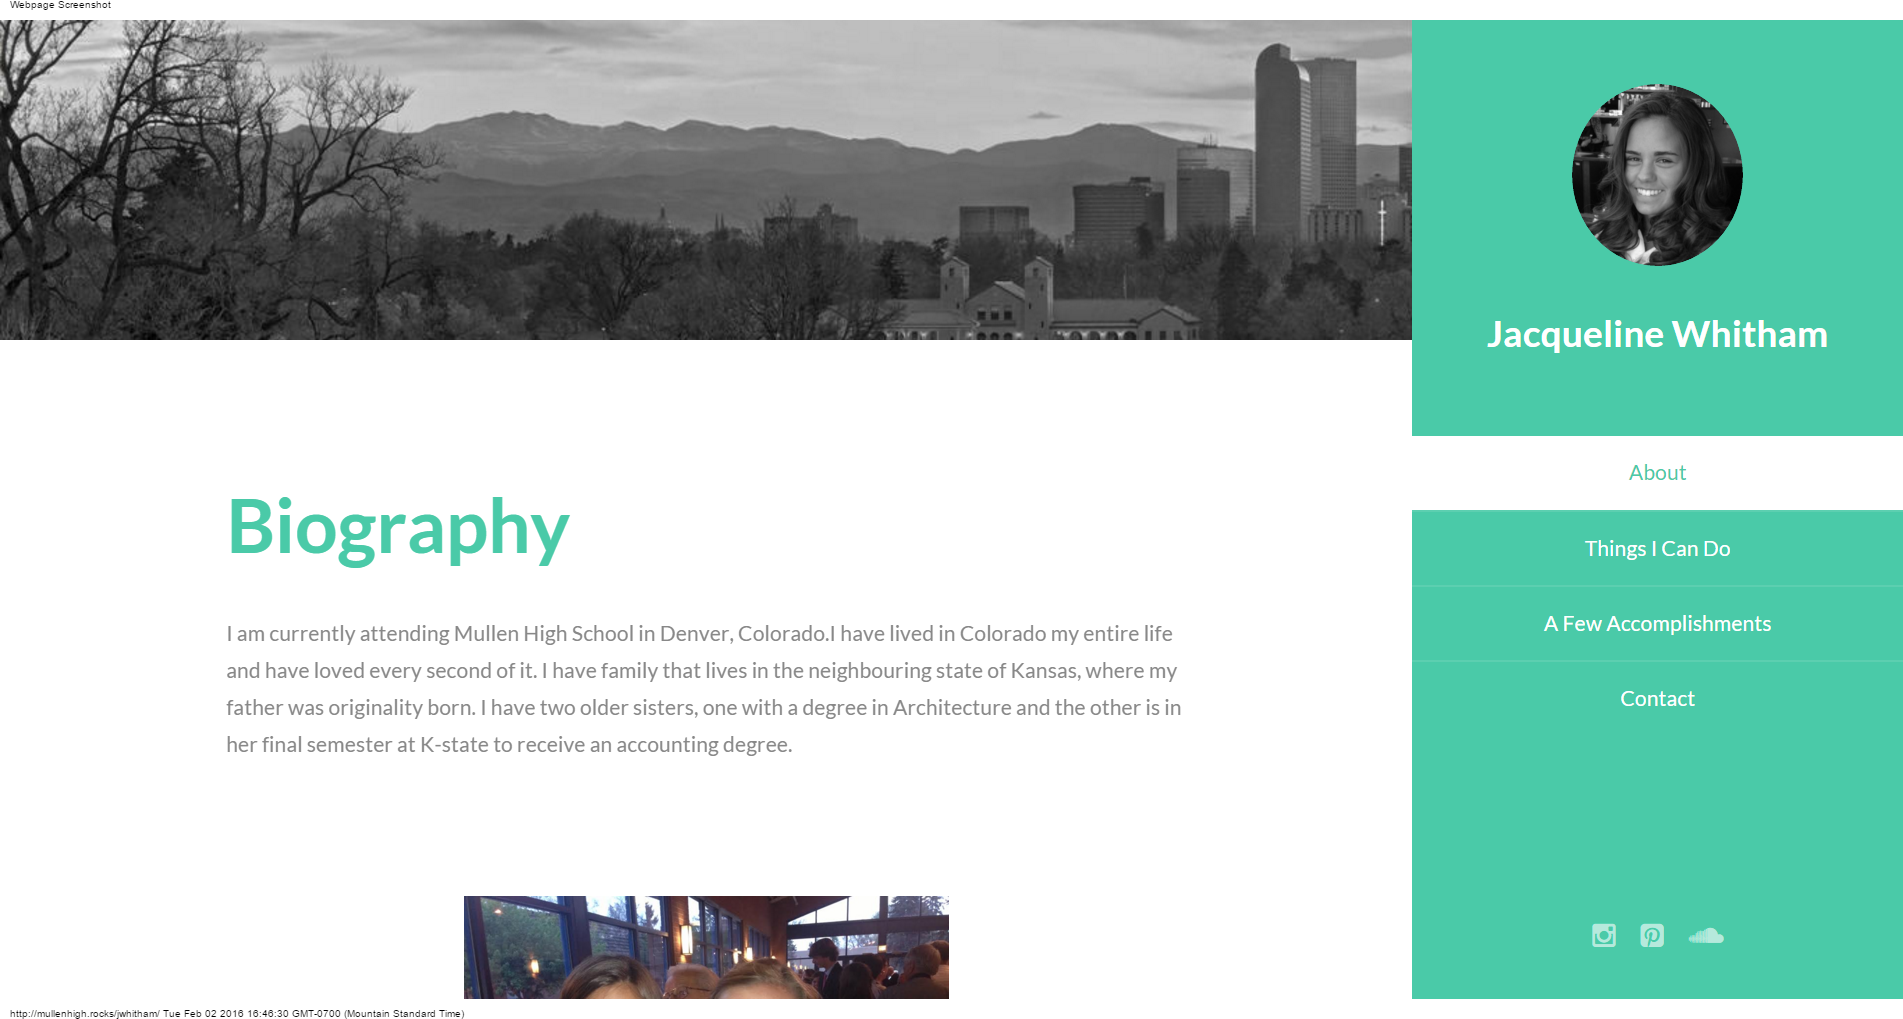 Webpage Screenshot
Jacqueline Whitham
About
Things I Can Do
A Few Accomplishments
Contact
Biography
I am currently attending Mullen High School in Denver, Colorado.I have lived in Colorado my entire life
and have loved every second of it. I have family that lives in the neighbouring state of Kansas, where my
father was originality born. I have two older sisters, one with a degree in Architecture and the other is in
her final semester at K-state to receive an accounting degree.
http://mullenhigh.rocks/jwhitham/ Tue Feb 02 2016 16:46:30 GMT-0700 (Mountain Standard Time)